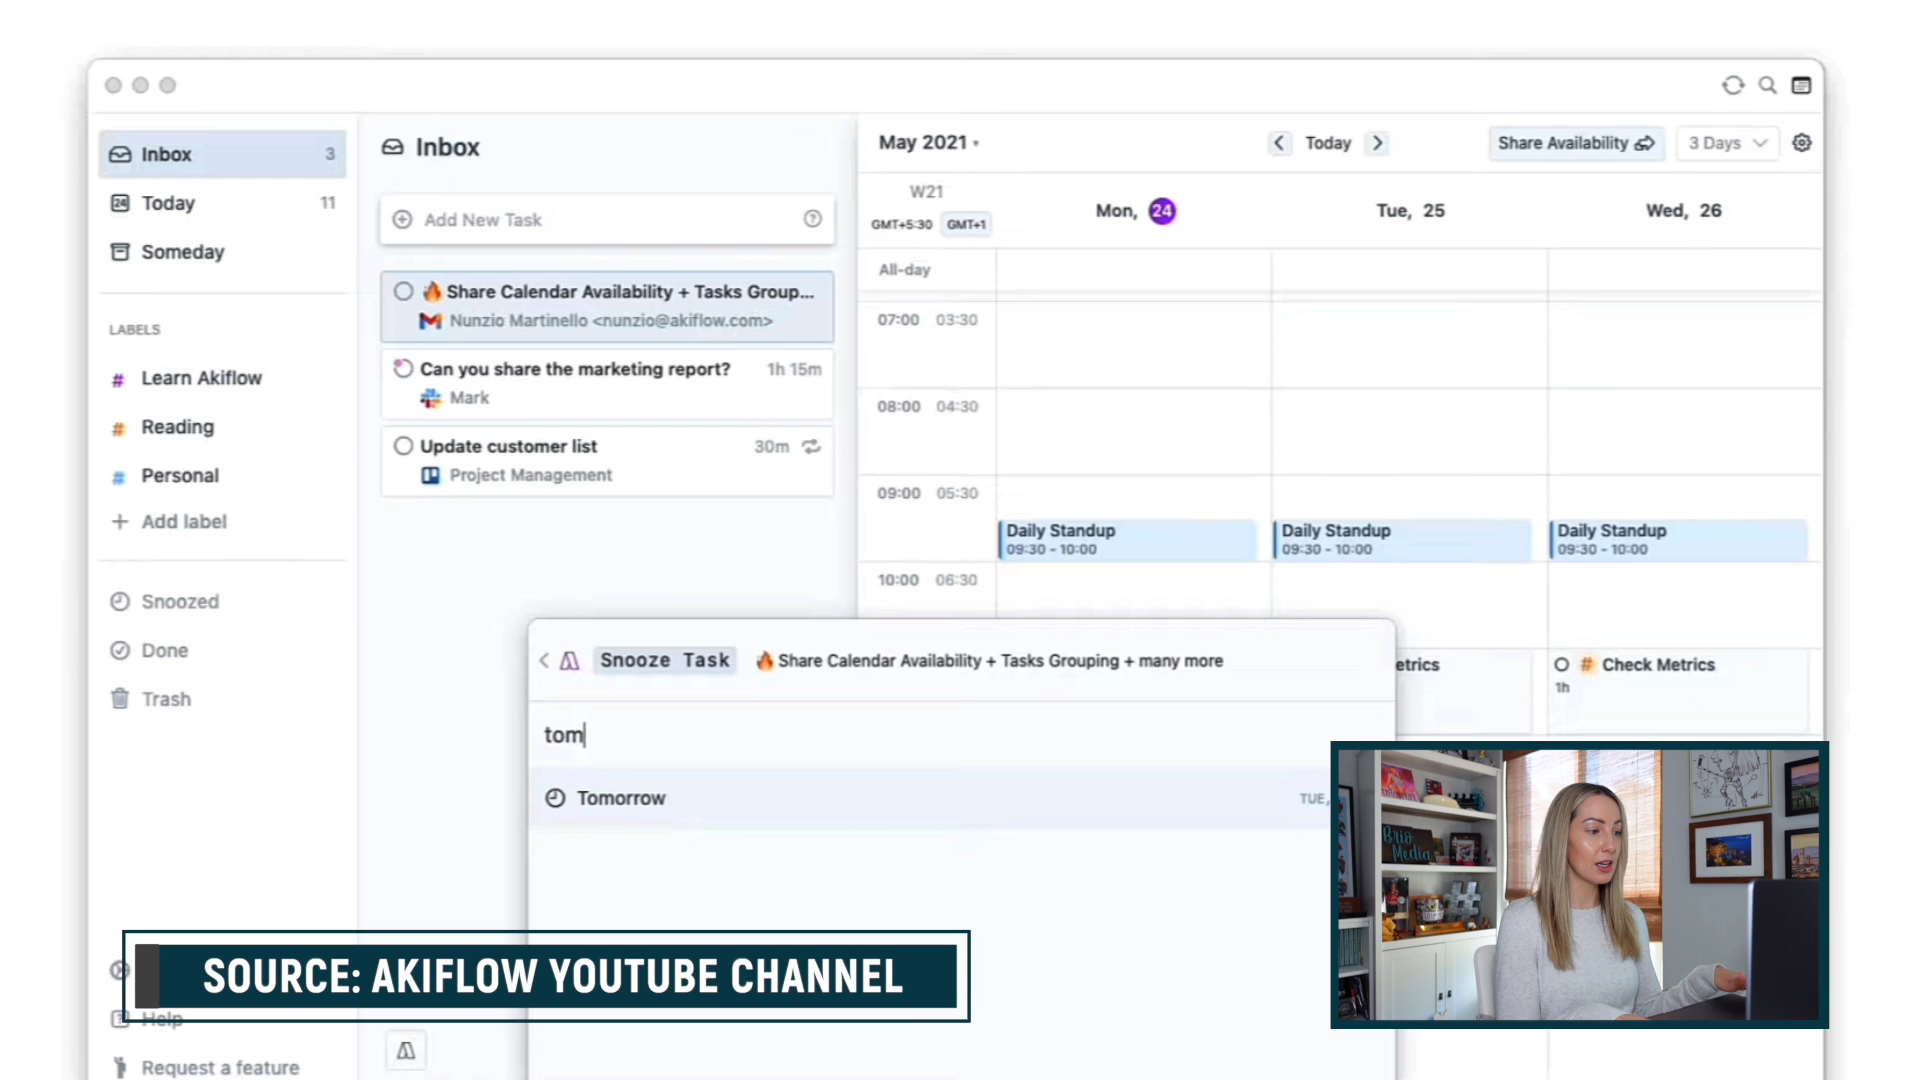 Inbox 3
Today 11
Someday
LABELS
# Learn Akiflow
# Reading
# Personal
+ Add label
Snoozed
Done
Trash
Help
Request a feature
Inbox
Add New Task
🔥 Share Calendar Availability + Tasks Group...
Nunzio Martinello <nunzio@akiflow.com>
Can you share the marketing report? 1h 15m
Mark
Update customer list 30m
Project Management
May 2021
Today
Share Availability
3 Days
W21
GMT+5:30 GMT+1
Mon, 24
Tue, 25
Wed, 26
All-day
07:00 03:30
08:00 04:30
09:00 05:30
10:00 06:30
Daily Standup
09:30 - 10:00
Daily Standup
09:30 - 10:00
Daily Standup
09:30 - 10:00
etrics
# Check Metrics
1h
Snooze Task 🔥 Share Calendar Availability + Tasks Grouping + many more
tom
Tomorrow TUE,
Brio
Media
SOURCE: AKIFLOW YOUTUBE CHANNEL